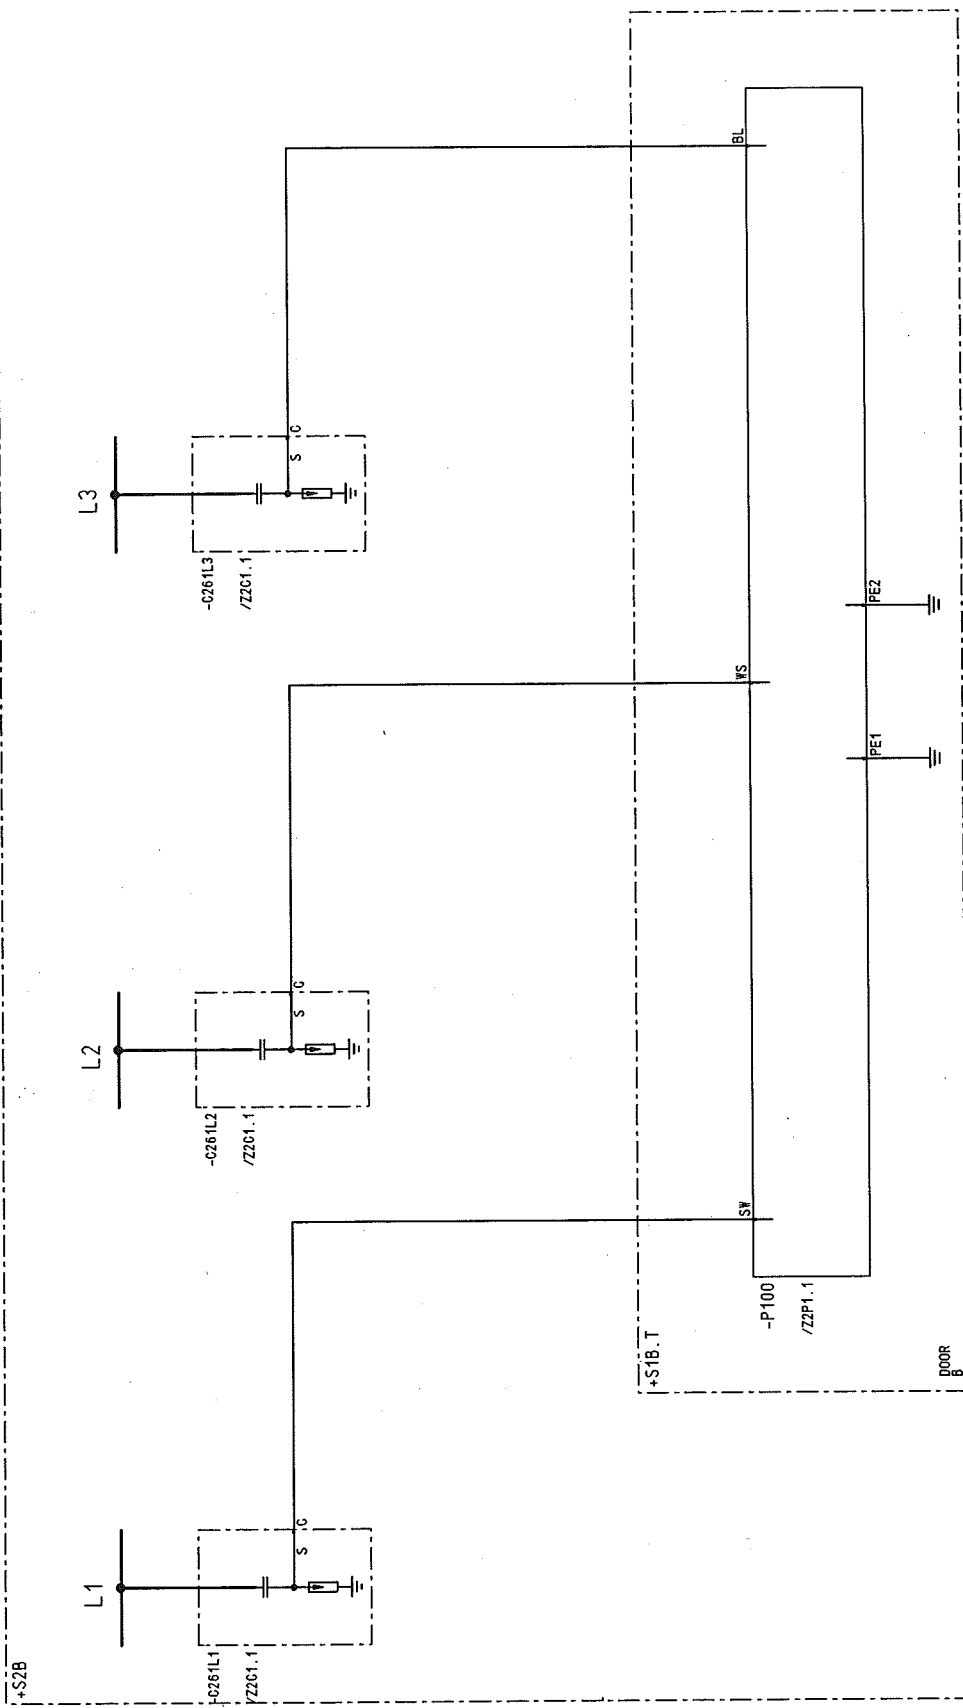 +S2B
L1
L2
L3
-C261L1
/Z2C1.1
-C261L2
/Z2C1.1
-C261L3
/Z2C1.1
S
C
S
C
S
C
+S1B.T
SW
WS
BL
-P100
/Z2P1.1
PE1
PE2
DOOR
B